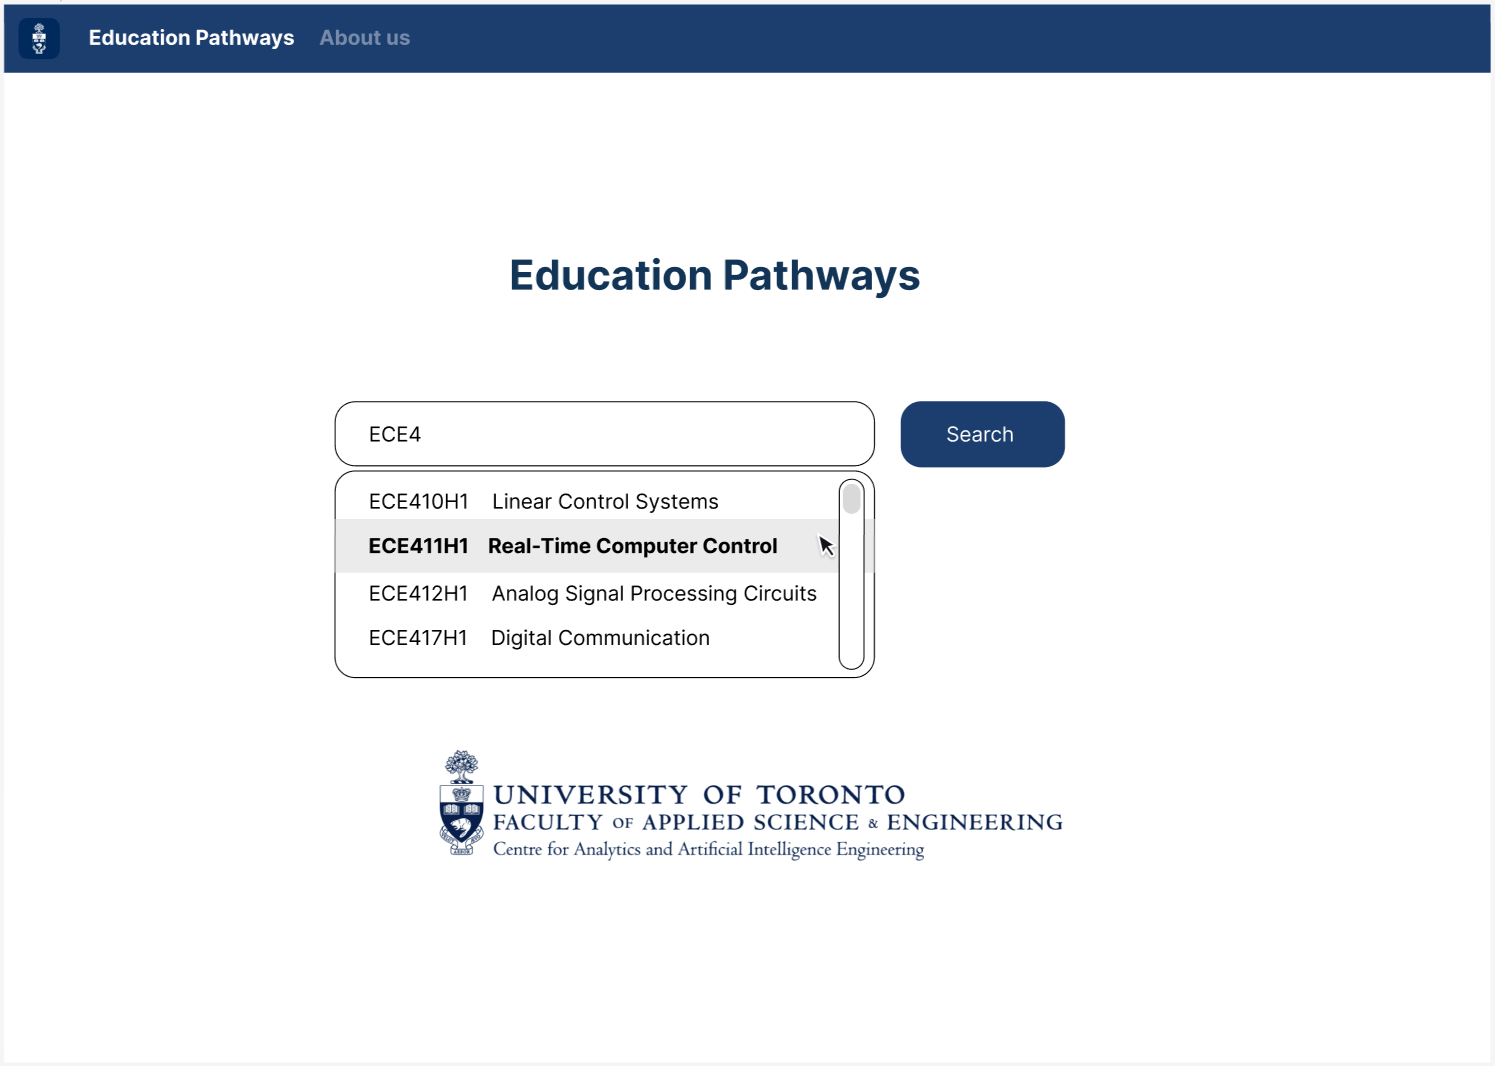 Education Pathways About us
Education Pathways
ECE4
Search
ECE410H1 Linear Control Systems
ECE411H1 Real-Time Computer Control
ECE412H1 Analog Signal Processing Circuits
ECE417H1 Digital Communication
UNIVERSITY OF TORONTO
FACULTY OF APPLIED SCIENCE & ENGINEERING
Centre for Analytics and Artificial Intelligence Engineering